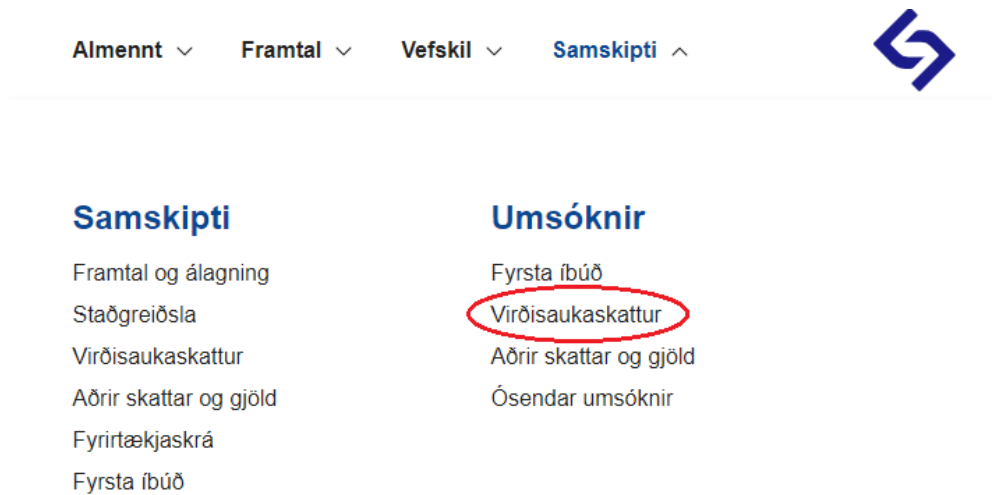 Almennt Framtal Vefskil Samskipti
Samskipti
Framtal og álagning
Staðgreiðsla
Virðisaukaskattur
Aðrir skattar og gjöld
Fyrirtækjaskrá
Fyrsta íbúð
Umsóknir
Fyrsta íbúð
Virðisaukaskattur
Aðrir skattar og gjöld
Ósendar umsóknir